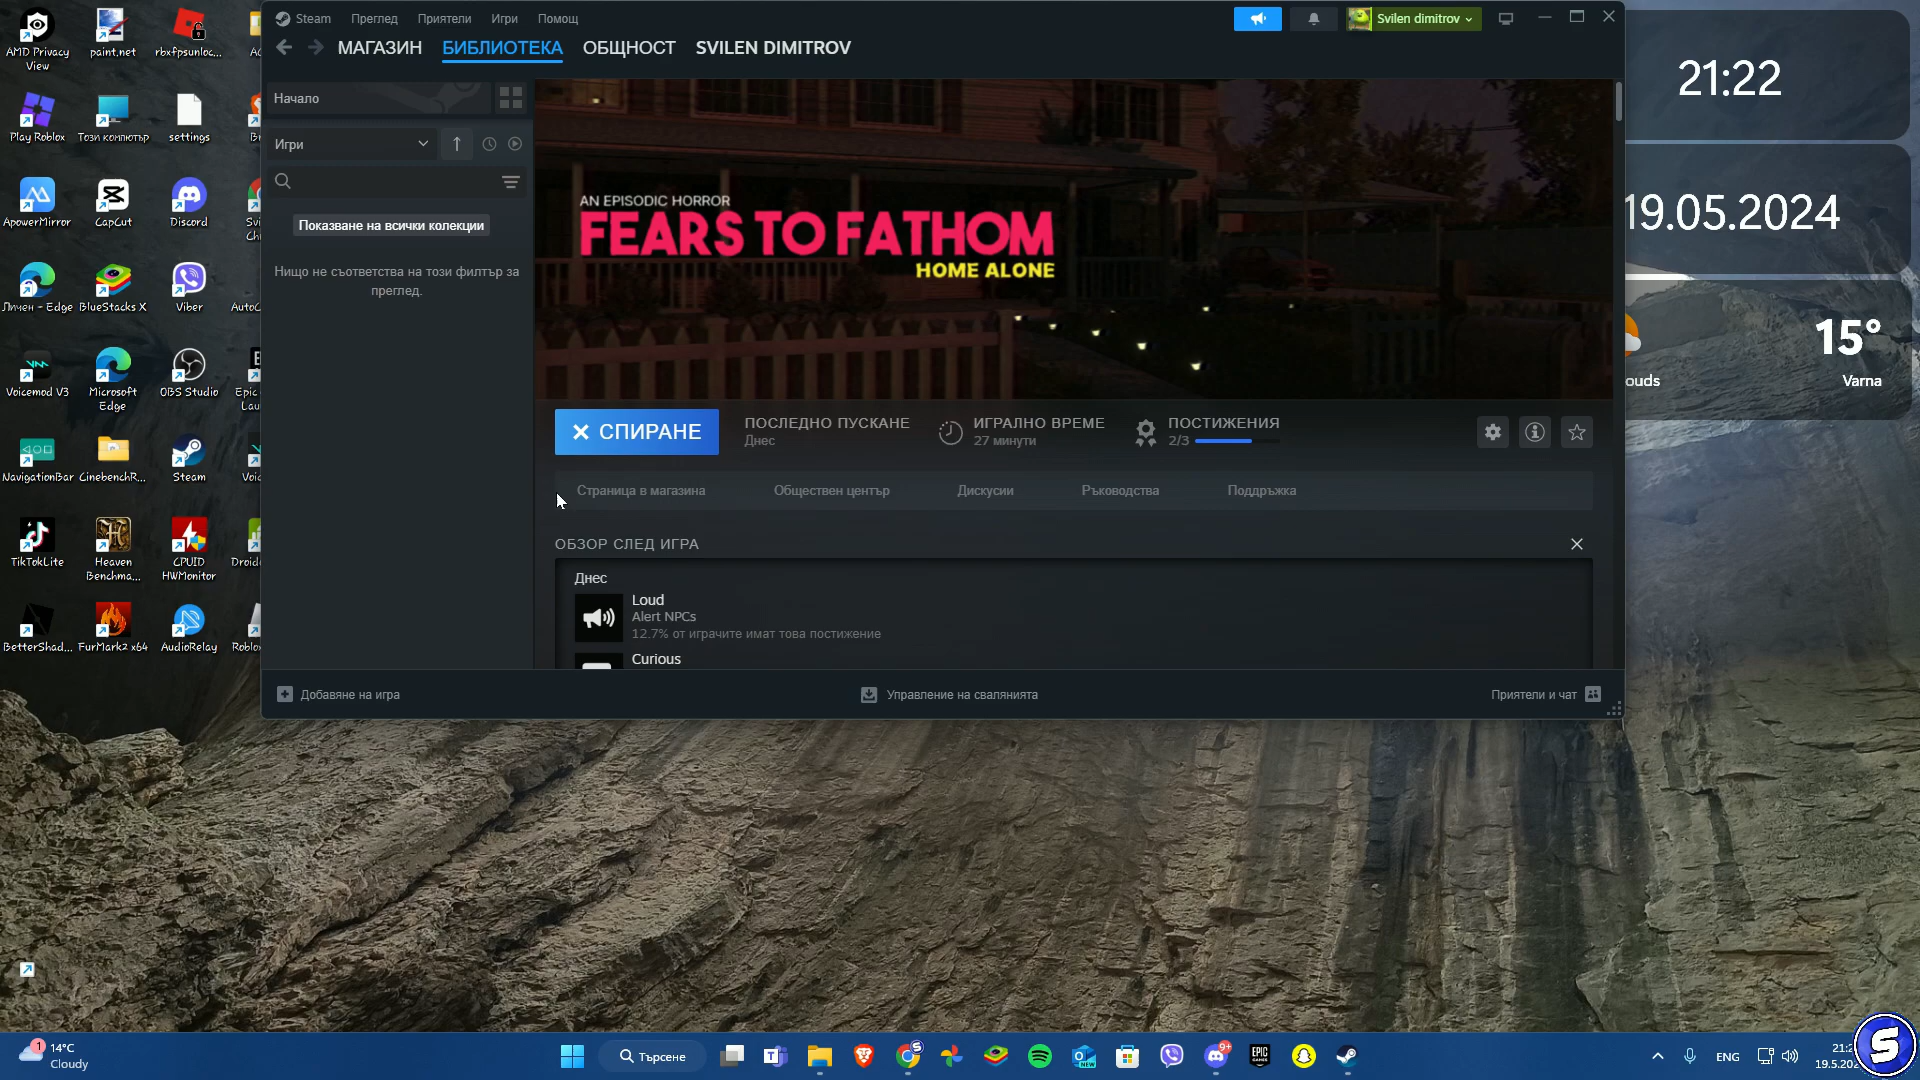 Steam Преглед Приятели Игри Помощ
Svilen dimitrov
МАГАЗИН БИБЛИОТЕКА ОБЩНОСТ SVILEN DIMITROV
Начало
Игри
Показване на всички колекции
Нищо не съответства на този филтър за
преглед.
AN EPISODIC HORROR
FEARS TO FATHOM
HOME ALONE
СПИРАНЕ
ПОСЛЕДНО ПУСКАНЕ
Днес
ИГРАЛНО ВРЕМЕ
27 минути
ПОСТИЖЕНИЯ
2/3
Страница в магазина Обществен център Дискусии Ръководства Поддръжка
ОБЗОР СЛЕД ИГРА
Днес
Loud
Alert NPCs
12.7% от играчите имат това постижение
Curious
Добавяне на игра
Управление на свалянията
Приятели и чат
AMD Privacy
View
paint.net
rbxfpsunloc...
Play Roblox
Този компютър
settings
ApowerMirror
CapCut
Discord
Личен - Edge
BlueStacks X
Viber
Voicemod V3
Microsoft
Edge
OBS Studio
NavigationBar
CinebenchR...
Steam
TikTokLite
Heaven
Benchma...
CPUID
HWMonitor
BetterShad...
FurMark2 x64
AudioRelay
21:22
19.05.2024
15°
ouds
Varna
1
14°C
Cloudy
Търсене
9+
EPIC
GAMES
ENG